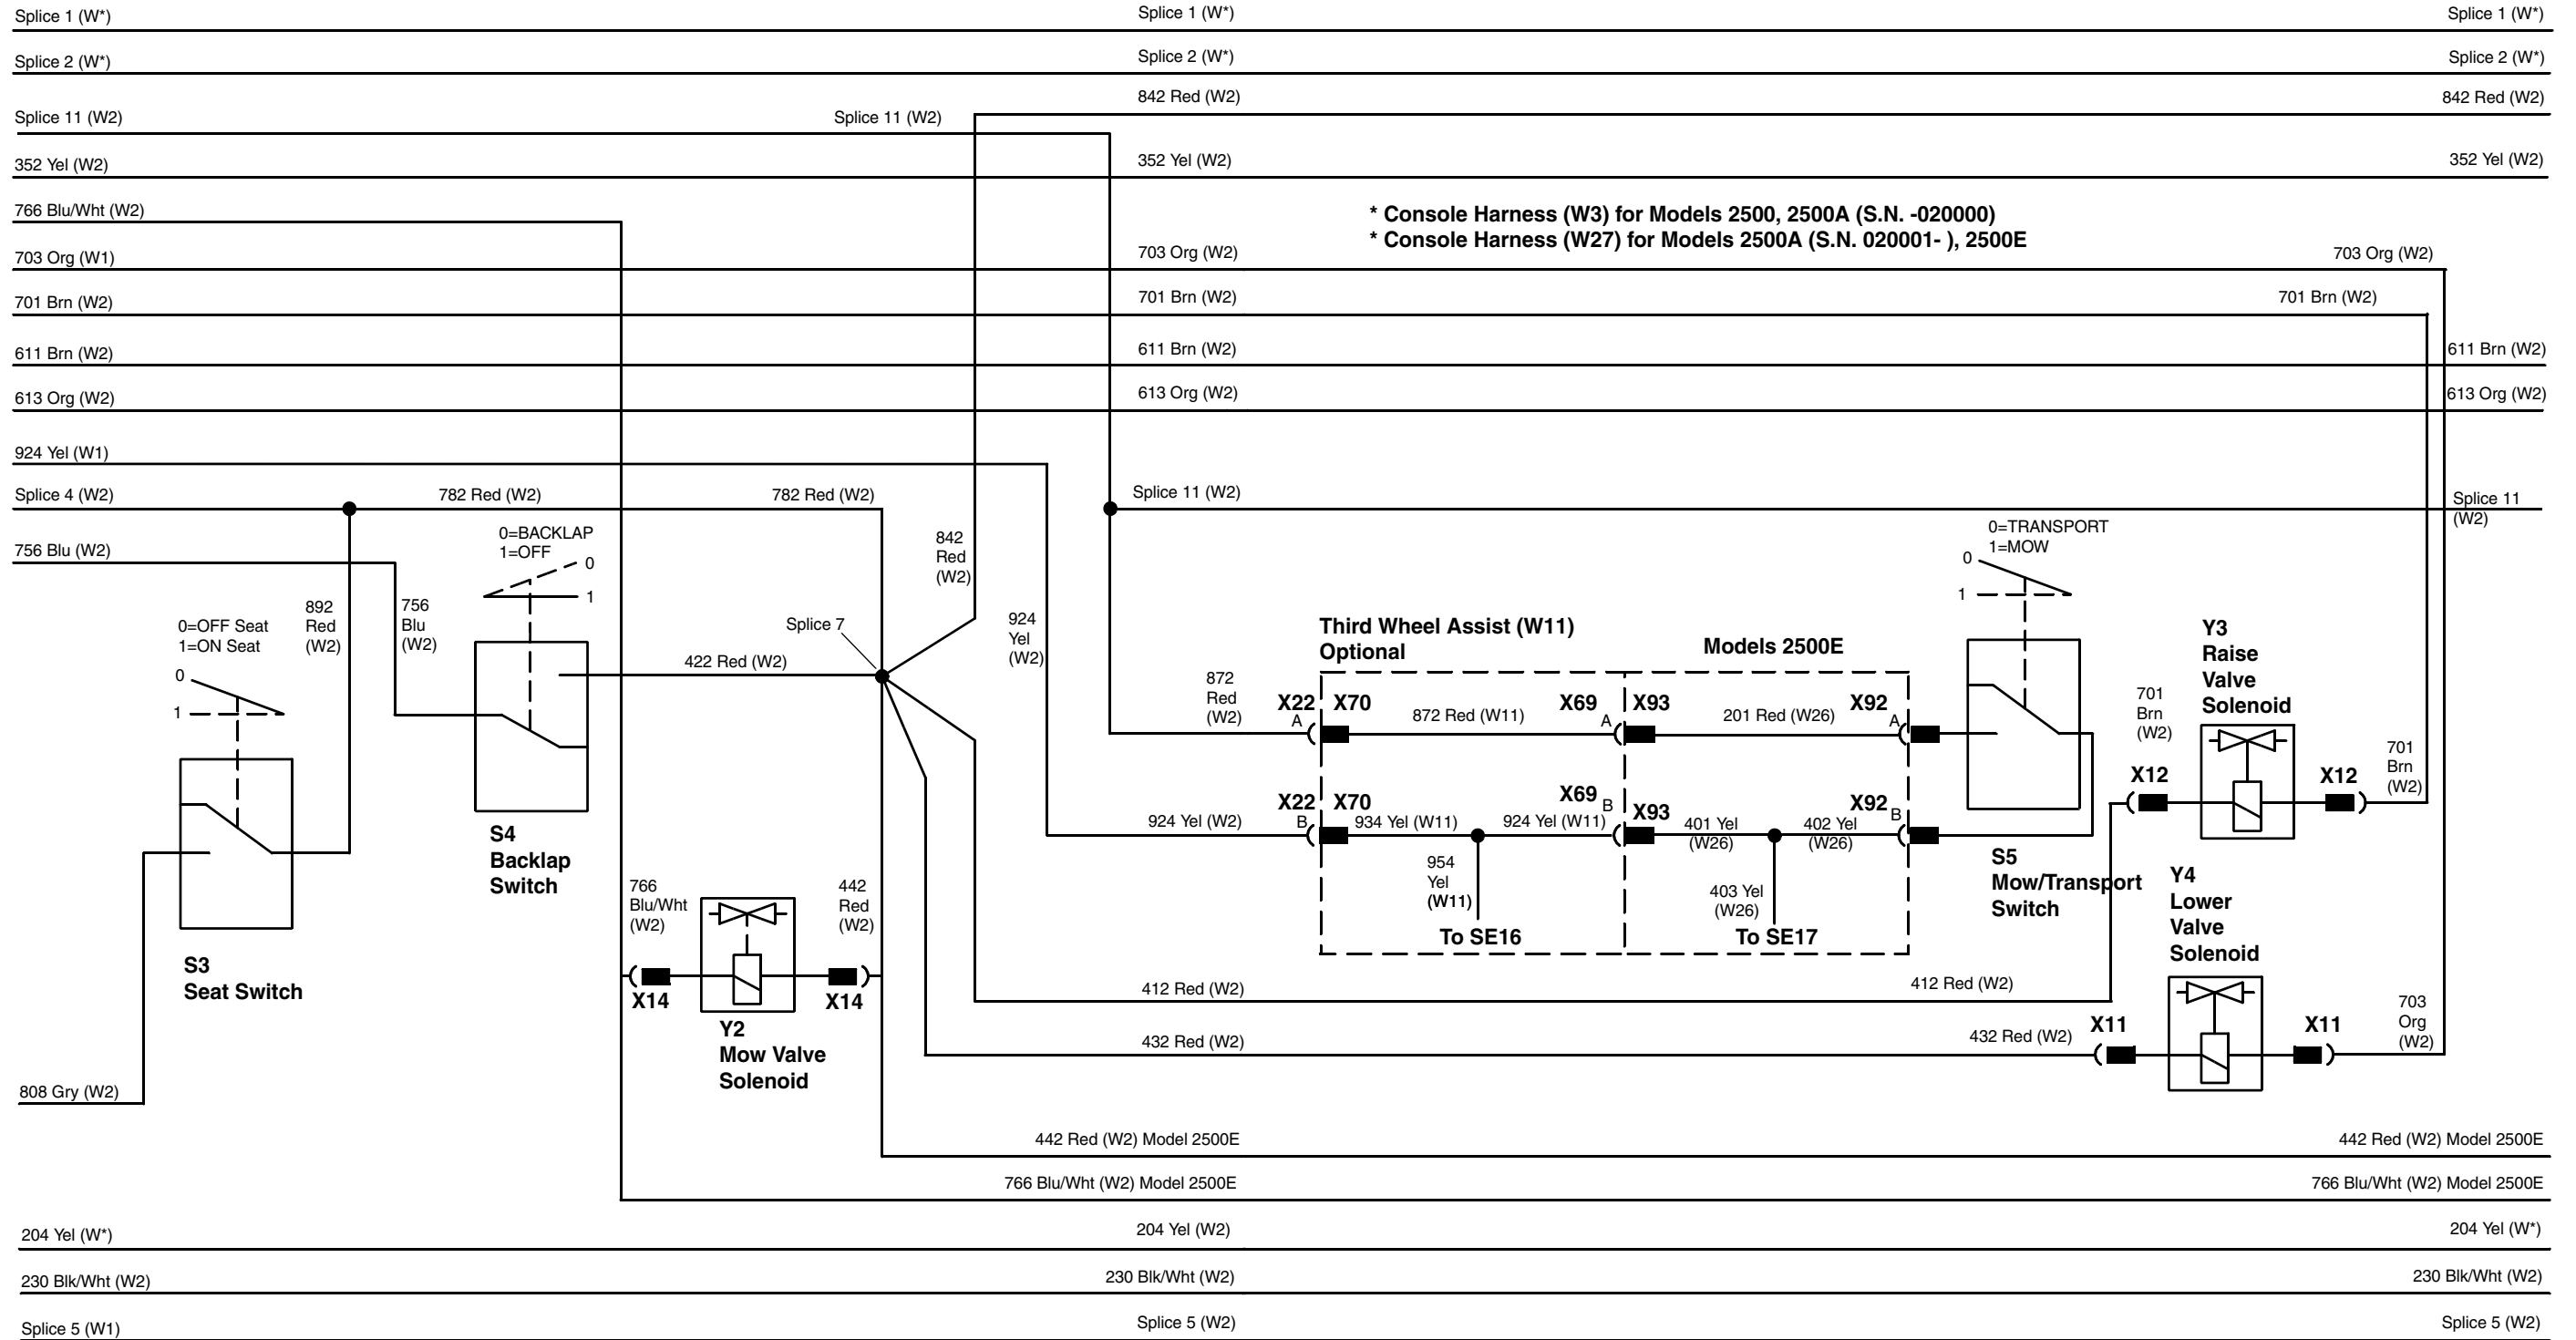 Splice 1 (W*)
Splice 1 (W*)
Splice 1 (W*)
Splice 2 (W*)
Splice 2 (W*)
Splice 2 (W*)
842 Red (W2)
842 Red (W2)
Splice 11 (W2)
Splice 11 (W2)
352 Yel (W2)
352 Yel (W2)
352 Yel (W2)
766 Blu/Wht (W2)
* Console Harness (W3) for Models 2500, 2500A (S.N. -020000)
* Console Harness (W27) for Models 2500A (S.N. 020001- ), 2500E
703 Org (W1)
703 Org (W2)
703 Org (W2)
701 Brn (W2)
701 Brn (W2)
701 Brn (W2)
611 Brn (W2)
611 Brn (W2)
611 Brn (W2)
613 Org (W2)
613 Org (W2)
613 Org (W2)
924 Yel (W1)
Splice 4 (W2)
782 Red (W2)
782 Red (W2)
Splice 11 (W2)
Splice 11
(W2)
756 Blu (W2)
0=BACKLAP
1=OFF
0
1
842
Red
(W2)
0=TRANSPORT
1=MOW
0
1
0=OFF Seat
1=ON Seat
0
1
892
Red
(W2)
756
Blu
(W2)
Splice 7
924
Yel
(W2)
422 Red (W2)
Third Wheel Assist (W11)
Optional
Models 2500E
Y3
Raise
Valve
Solenoid
872
Red
(W2)
X22
A
X70
872 Red (W11)
X69
A
X93
201 Red (W26)
X92
A
701
Brn
(W2)
X12
X12
701
Brn
(W2)
924 Yel (W2)
X22
B
X70
934 Yel (W11)
924 Yel (W11)
X69
B
X93
401 Yel
(W26)
402 Yel
(W26)
X92
B
954
Yel
(W11)
403 Yel
(W26)
To SE16
To SE17
S5
Mow/Transport
Switch
S4
Backlap
Switch
Y4
Lower
Valve
Solenoid
766
Blu/Wht
(W2)
442
Red
(W2)
S3
Seat Switch
X14
X14
Y2
Mow Valve
Solenoid
412 Red (W2)
412 Red (W2)
432 Red (W2)
432 Red (W2)
X11
X11
703
Org
(W2)
808 Gry (W2)
442 Red (W2) Model 2500E
442 Red (W2) Model 2500E
766 Blu/Wht (W2) Model 2500E
766 Blu/Wht (W2) Model 2500E
204 Yel (W*)
204 Yel (W2)
204 Yel (W*)
230 Blk/Wht (W2)
230 Blk/Wht (W2)
230 Blk/Wht (W2)
Splice 5 (W1)
Splice 5 (W2)
Splice 5 (W2)